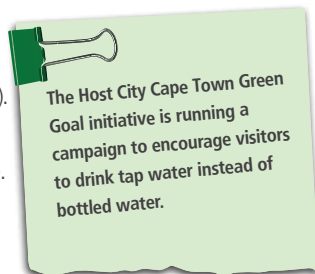 ).
The Host City Cape Town Green
Goal initiative is running a
campaign to encourage visitors
.
to drink tap water instead of
bottled water.